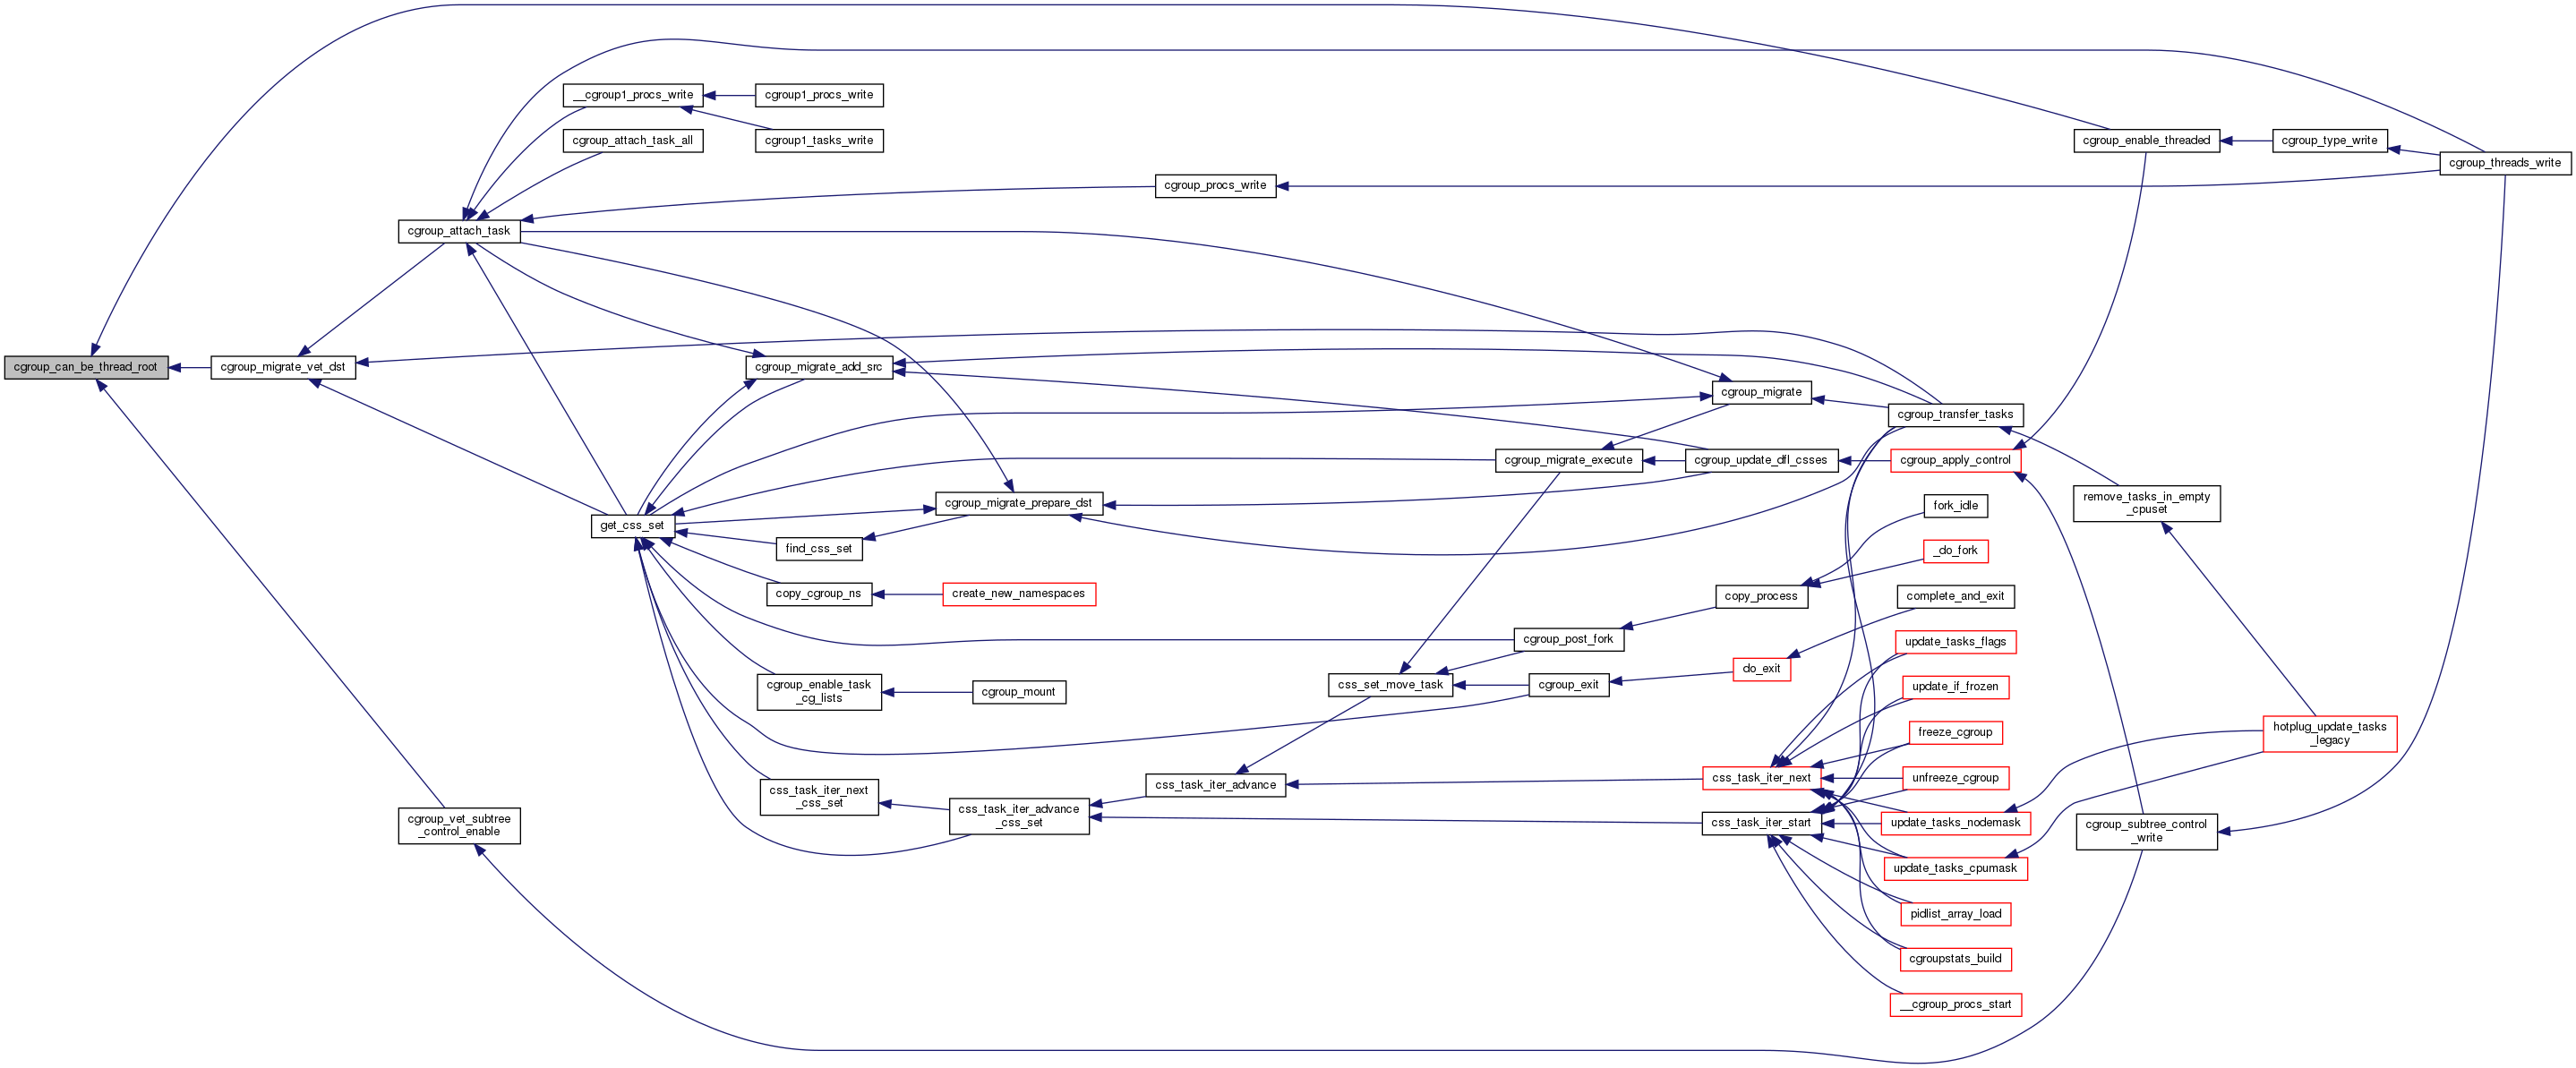 cgroup_can_be_thread_root
cgroup_migrate_vet_dst
cgroup_attach_task
cgroup_vet_subtree
_control_enable
__cgroup1_procs_write
cgroup_attach_task_all
get_css_set
cgroup1_procs_write
cgroup1_tasks_write
cgroup_migrate_add_src
find_css_set
copy_cgroup_ns
cgroup_enable_task
_cg_lists
css_task_iter_next
_css_set
cgroup_migrate_prepare_dst
create_new_namespaces
cgroup_mount
css_task_iter_advance
_css_set
cgroup_procs_write
css_task_iter_advance
css_set_move_task
cgroup_migrate_execute
cgroup_post_fork
cgroup_exit
cgroup_migrate
cgroup_update_dfl_csses
copy_process
do_exit
css_task_iter_next
css_task_iter_start
cgroup_transfer_tasks
cgroup_apply_control
fork_idle
_do_fork
complete_and_exit
update_tasks_flags
update_if_frozen
freeze_cgroup
unfreeze_cgroup
update_tasks_nodemask
update_tasks_cpumask
pidlist_array_load
cgroupstats_build
__cgroup_procs_start
cgroup_enable_threaded
remove_tasks_in_empty
_cpuset
cgroup_subtree_control
_write
cgroup_type_write
hotplug_update_tasks
_legacy
cgroup_threads_write